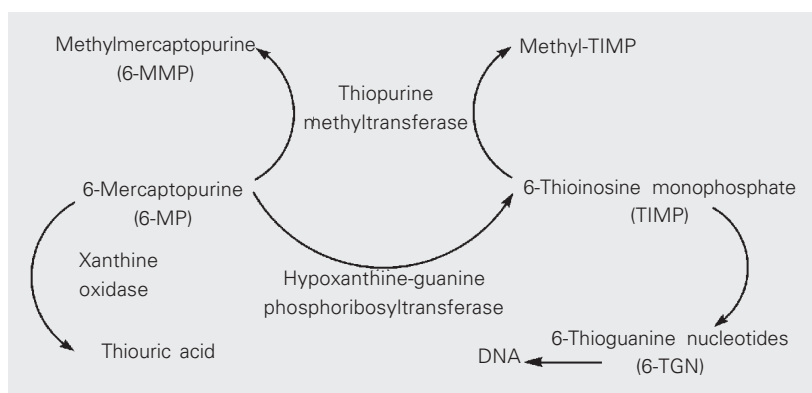 Methylmercaptopurine
(6-MMP)
Methyl-TIMP
Thiopurine
methyltransferase
6-Mercaptopurine
(6-MP)
6-Thioinosine monophosphate
(TIMP)
Xanthine
oxidase
Hypoxanthine-guanine
phosphoribosyltransferase
Thiouric acid
6-Thioguanine nucleotides
(6-TGN)
DNA